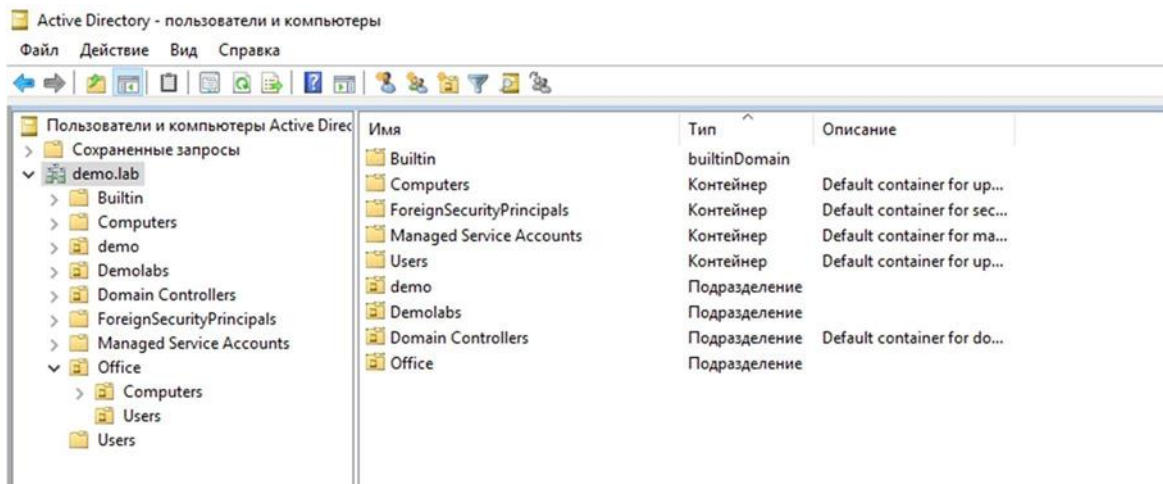 Active Directory - пользователи и компьютеры
Файл Действие Вид Справка
Пользователи и компьютеры Active Direc
Сохраненные запросы
demo.lab
Builtin
Computers
demo
Demolabs
Domain Controllers
ForeignSecurityPrincipals
Managed Service Accounts
Office
Computers
Users
Users
Имя Тип Описание
Builtin builtinDomain
Computers Контейнер Default container for up...
ForeignSecurityPrincipals Контейнер Default container for sec...
Managed Service Accounts Контейнер Default container for ma...
Users Контейнер Default container for up...
demo Подразделение
Demolabs Подразделение
Domain Controllers Подразделение Default container for do...
Office Подразделение